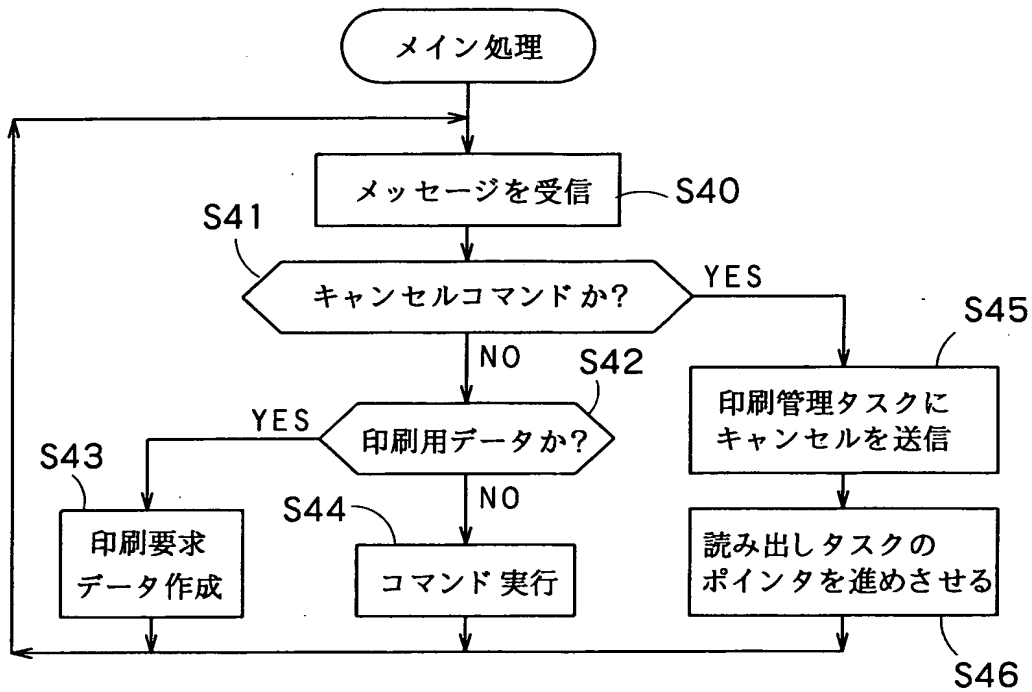 メイン処理
メッセージを受信
S40
S41
キャンセルコマンドか?
YES
NO
S42
S45
印刷管理タスクに
キャンセルを送信
YES
印刷用データか?
S43
NO
S44
印刷要求
データ作成
コマンド実行
読み出しタスクの
ポインタを進めさせる
S46